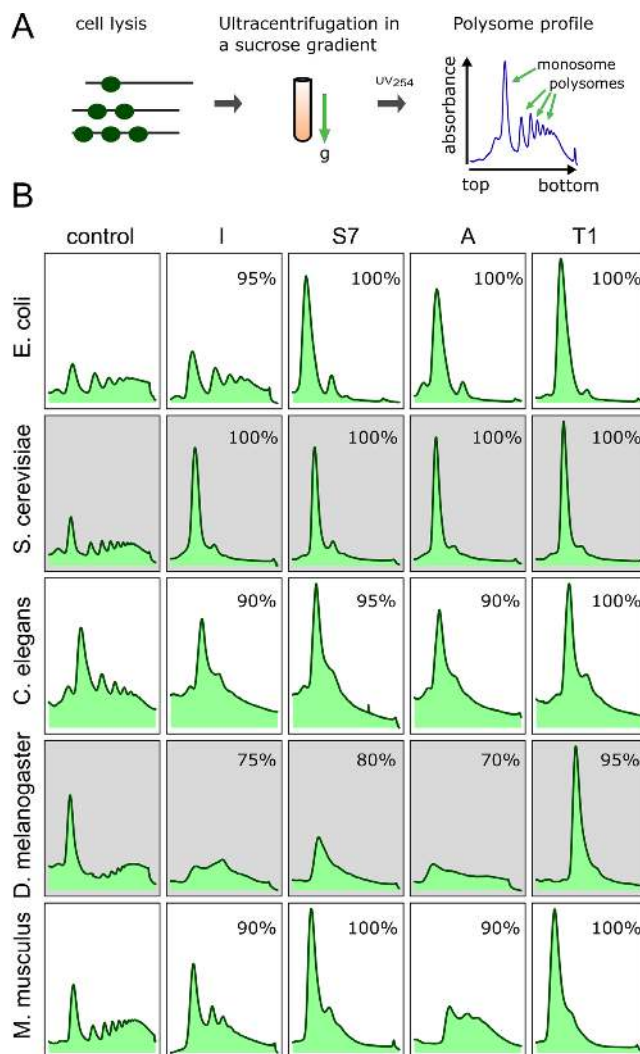 A
cell lysis
Ultracentrifugation in
a sucrose gradient
Polysome profile
UV254
g
absorbance
monosome
polysomes
top
bottom
B
control
I
S7
A
T1
E. coli
95%
100%
100%
100%
S. cerevisiae
100%
100%
100%
100%
C. elegans
90%
95%
90%
100%
D. melanogaster
75%
80%
70%
95%
M. musculus
90%
100%
90%
100%